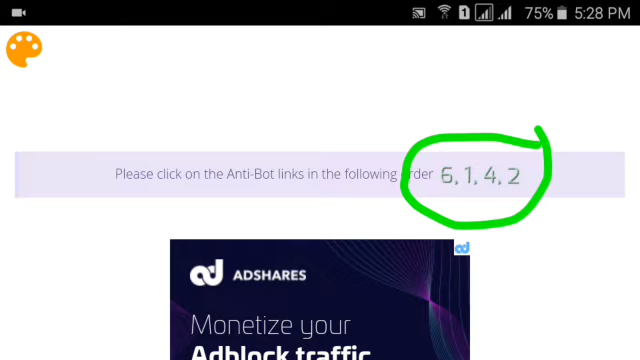 1 75% 5:28 PM
Please click on the Anti-Bot links in the following order 6, 1, 4, 2
ADSHARES
Monetize your
Adblock traffic